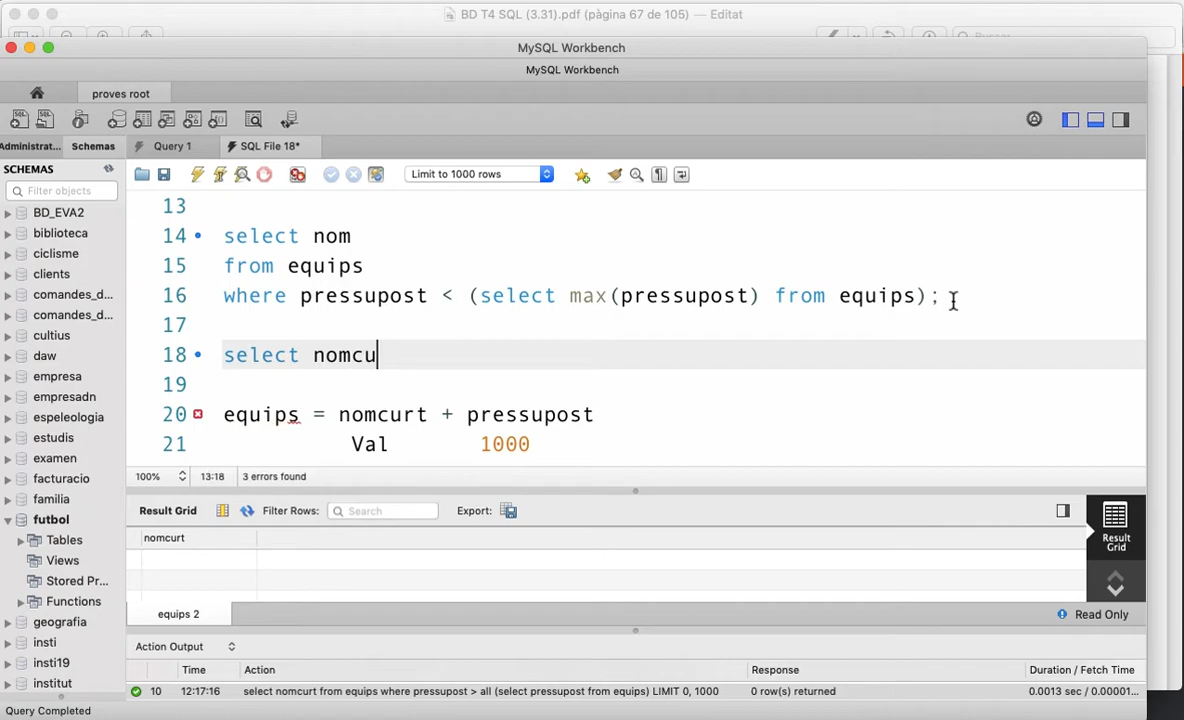 BD T4 SQL (3.31).pdf (pàgina 67 de 105) — Editat
MySQL Workbench
MySQL Workbench
proves root
Administrat... Schemas Query 1 SQL File 18*
SCHEMAS
Limit to 1000 rows
Filter objects
BD_EVA2
biblioteca
ciclisme
clients
comandes_d...
comandes_d...
cultius
daw
empresa
empresadn
espeleologia
estudis
examen
facturacio
familia
futbol
Tables
Views
Stored Pr...
Functions
geografia
insti
insti19
institut
13
14 select nom
15 from equips
16 where pressupost < (select max(pressupost) from equips);
17
18 select nomcu
19
20 equips = nomcurt + pressupost
21 Val 1000
100% 13:18 3 errors found
Result Grid Filter Rows: Search Export:
nomcurt
Result Grid
equips 2 Read Only
Action Output
Time Action Response Duration / Fetch Time
10 12:17:16 select nomcurt from equips where pressupost > all (select pressupost from equips) LIMIT 0, 1000 0 row(s) returned 0.0013 sec / 0.00001...
Query Completed